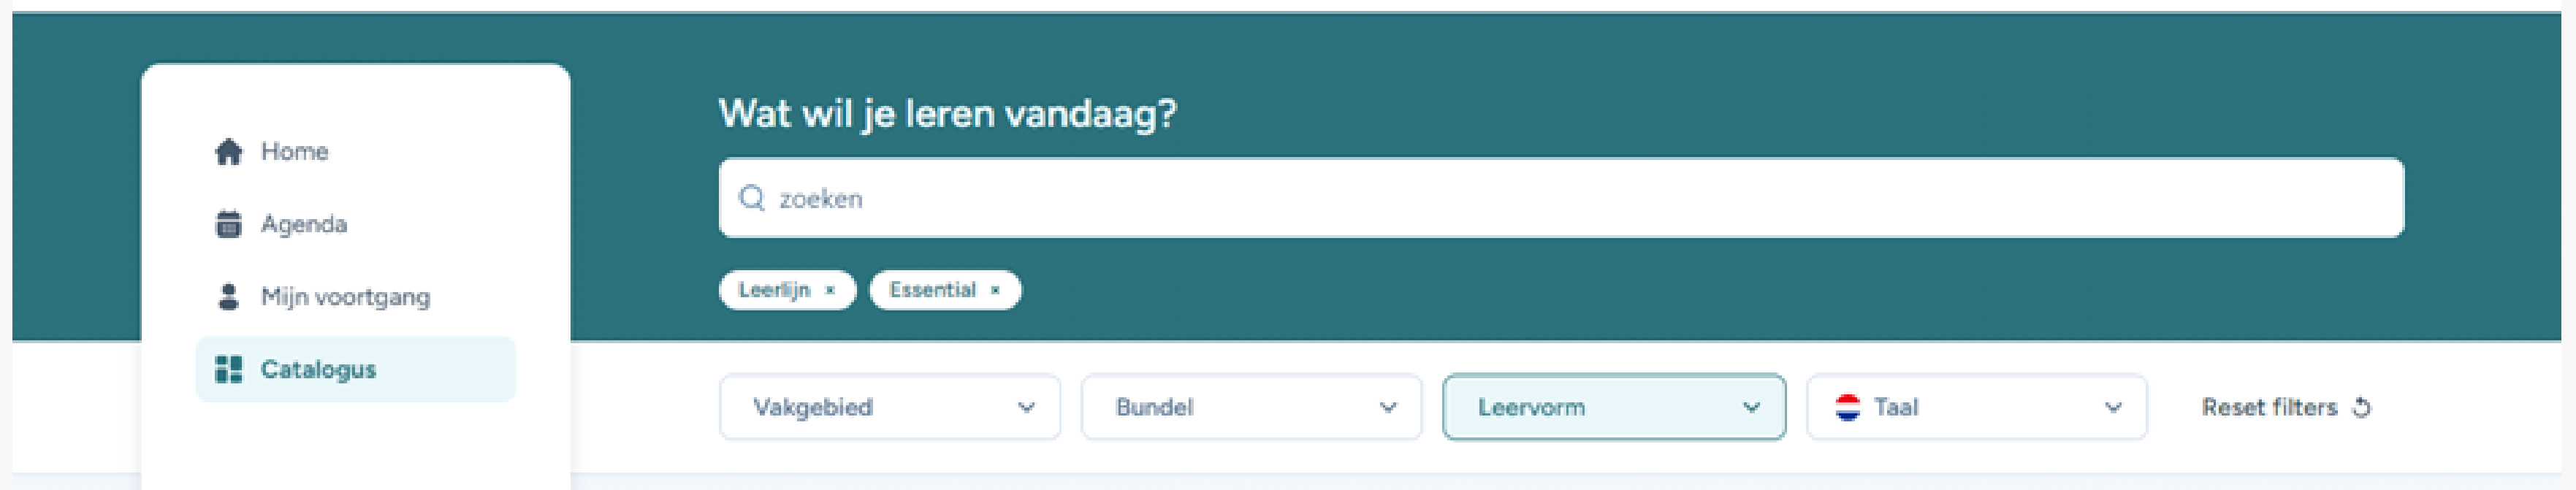 Home
Agenda
Mijn voortgang
Catalogus
Wat wil je leren vandaag?
zoeken
Leerlijn × Essential ×
Vakgebied Bundel Leervorm Taal Reset filters